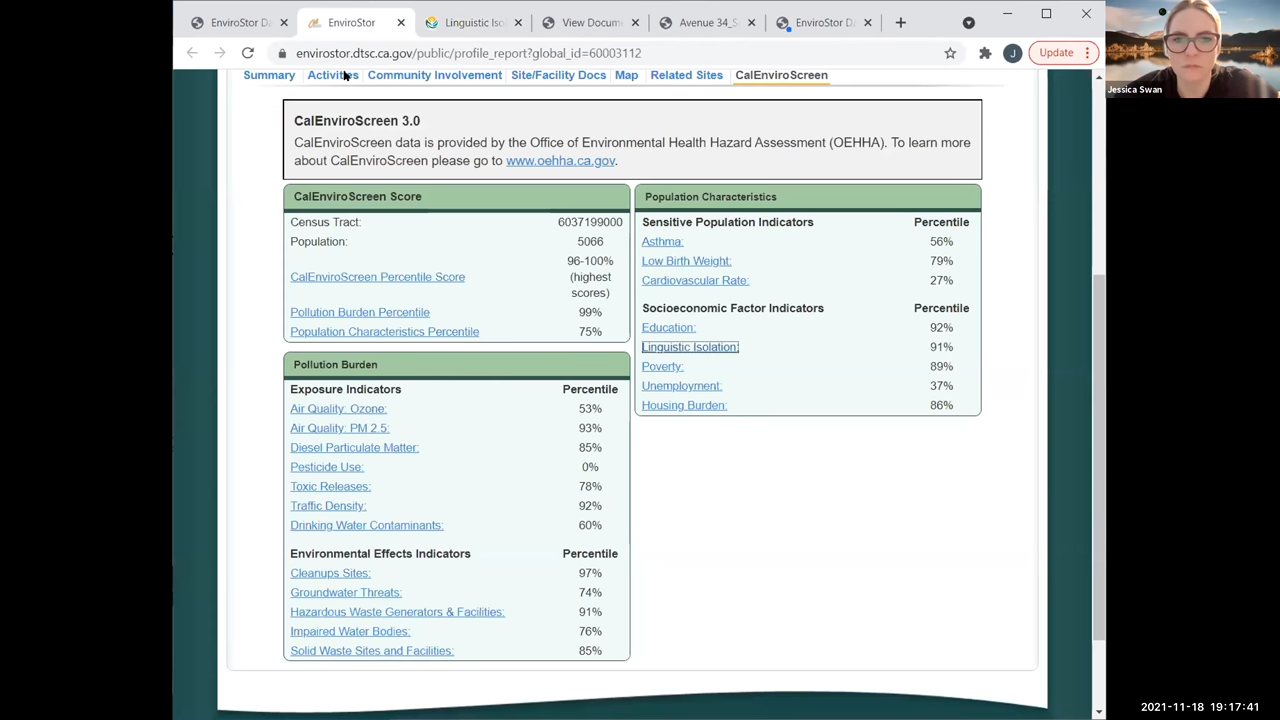 EnviroStor Da
EnviroStor
Linguistic Iso
View Docum
Avenue 34_S
EnviroStor Da
envirostor.dtsc.ca.gov/public/profile_report?global_id=60003112
J
Update
Jessica Swan
Summary
Activities
Community Involvement
Site/Facility Docs
Map
Related Sites
CalEnviroScreen
CalEnviroScreen 3.0
CalEnviroScreen data is provided by the Office of Environmental Health Hazard Assessment (OEHHA). To learn more
about CalEnviroScreen please go to www.oehha.ca.gov.
CalEnviroScreen Score
Census Tract: 6037199000
Population: 5066
CalEnviroScreen Percentile Score 96-100%
(highest
scores)
Pollution Burden Percentile 99%
Population Characteristics Percentile 75%
Pollution Burden
Exposure Indicators Percentile
Air Quality: Ozone: 53%
Air Quality: PM 2.5: 93%
Diesel Particulate Matter: 85%
Pesticide Use: 0%
Toxic Releases: 78%
Traffic Density: 92%
Drinking Water Contaminants: 60%
Environmental Effects Indicators Percentile
Cleanups Sites: 97%
Groundwater Threats: 74%
Hazardous Waste Generators & Facilities: 91%
Impaired Water Bodies: 76%
Solid Waste Sites and Facilities: 85%
Population Characteristics
Sensitive Population Indicators Percentile
Asthma: 56%
Low Birth Weight: 79%
Cardiovascular Rate: 27%
Socioeconomic Factor Indicators Percentile
Education: 92%
Linguistic Isolation: 91%
Poverty: 89%
Unemployment: 37%
Housing Burden: 86%
2021-11-18 19:17:41